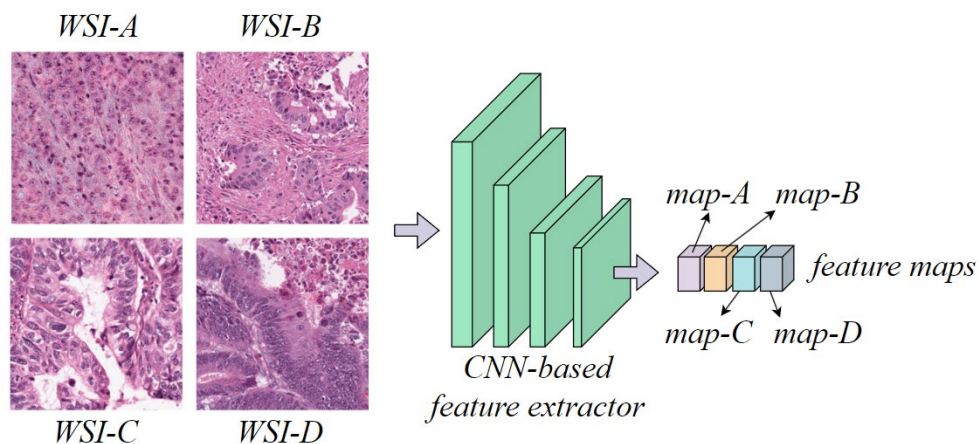 WSI-A
WSI-B
WSI-C
WSI-D
CNN-based
feature extractor
map-A
map-B
map-C
map-D
feature maps